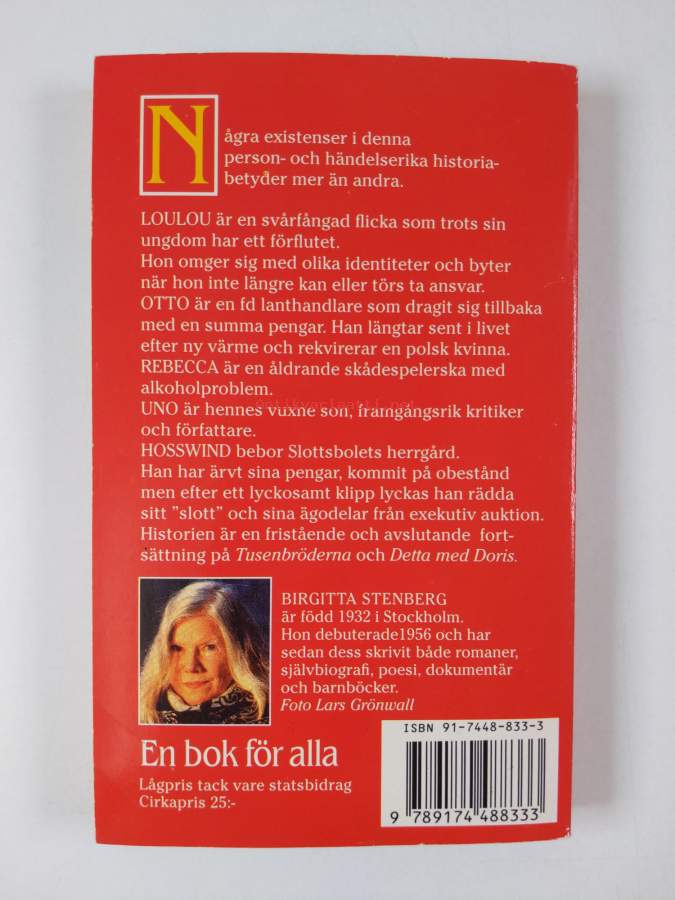 N
ågra existenser i denna
person- och händelserika historia-
betyder mer än andra.
LOULOU är en svårfångad flicka som trots sin
ungdom har ett förflutet.
Hon omger sig med olika identiteter och byter
när hon inte längre kan eller törs ta ansvar.
OTTO är en fd lanthandlare som dragit sig tillbaka
med en summa pengar. Han längtar sent i livet
efter ny värme och rekvirerar en polsk kvinna.
REBECCA är en åldrande skådespelerska med
alkoholproblem.
antikvariaatti.net
UNO är hennes vuxne son, framgångsrik kritiker
och författare.
HOSSWIND bebor Slottsbolets herrgård.
Han har ärvt sina pengar, kommit på obestånd
men efter ett lyckosamt klipp lyckas han rädda
sitt "slott" och sina ägodelar från exekutiv auktion.
Historien är en fristående och avslutande fort-
sättning på Tusenbröderna och Detta med Doris.
BIRGITTA STENBERG
är född 1932 i Stockholm.
Hon debuterade1956 och har
sedan dess skrivit både romaner,
självbiografi, poesi, dokumentär
och barnböcker.
Foto Lars Grönwall
En bok för alla
Lågpris tack vare statsbidrag
Cirkapris 25:-
ISBN 91-7448-833-3
9 789174 488333